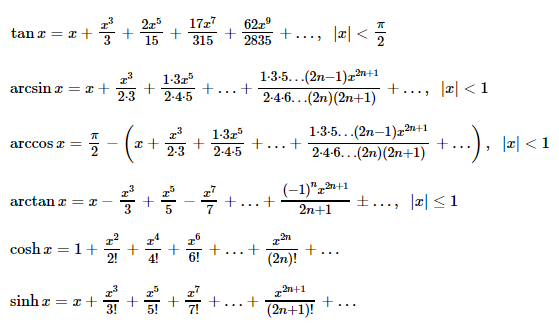 tan x = x + x³/3 + 2x⁵/15 + 17x⁷/315 + 62x⁹/2835 + …, |x| < π/2
arcsin x = x + x³/2·3 + 1·3x⁵/2·4·5 + … + 1·3·5…(2n−1)x²ⁿ⁺¹/2·4·6…(2n)(2n+1) + …, |x| < 1
arccos x = π/2 − (x + x³/2·3 + 1·3x⁵/2·4·5 + … + 1·3·5…(2n−1)x²ⁿ⁺¹/2·4·6…(2n)(2n+1) + …), |x| < 1
arctan x = x − x³/3 + x⁵/5 − x⁷/7 + … + (−1)ⁿx²ⁿ⁺¹/2n+1 ± …, |x| ≤ 1
cosh x = 1 + x²/2! + x⁴/4! + x⁶/6! + … + x²ⁿ/(2n)! + …
sinh x = x + x³/3! + x⁵/5! + x⁷/7! + … + x²ⁿ⁺¹/(2n+1)! + …